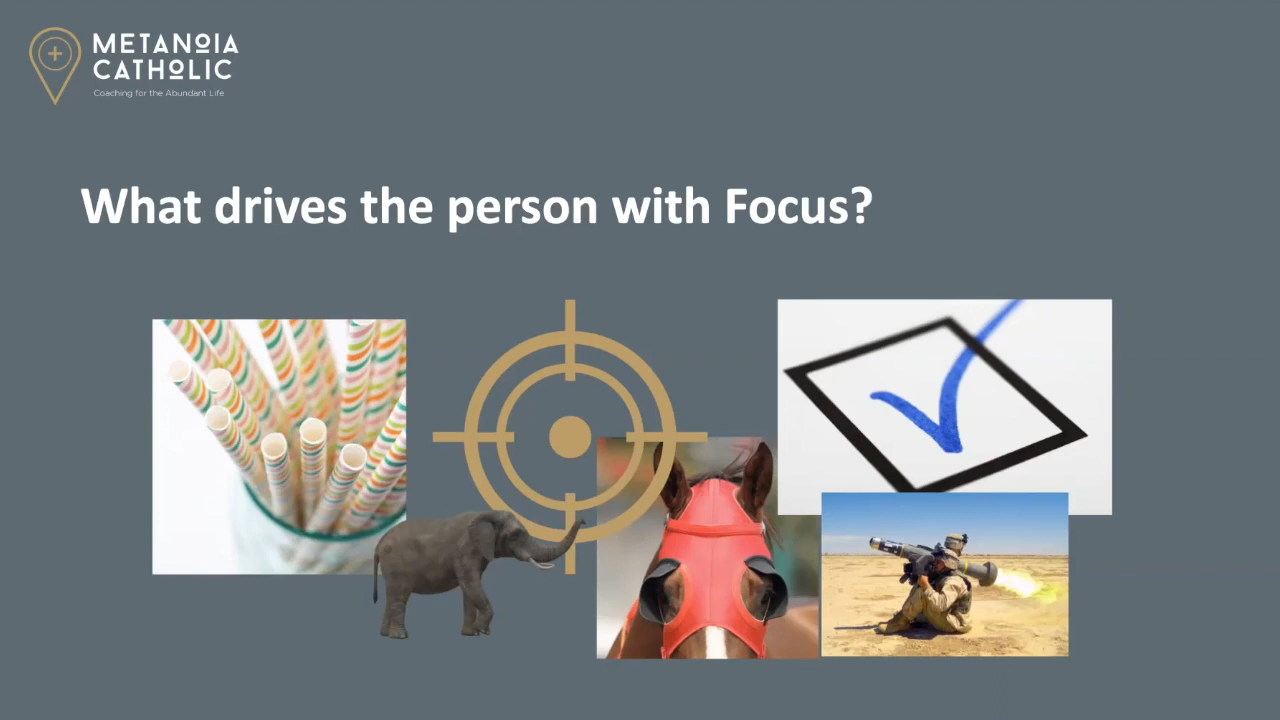 METANOIA
CATHOLIC
Coaching for the Abundant Life
What drives the person with Focus?